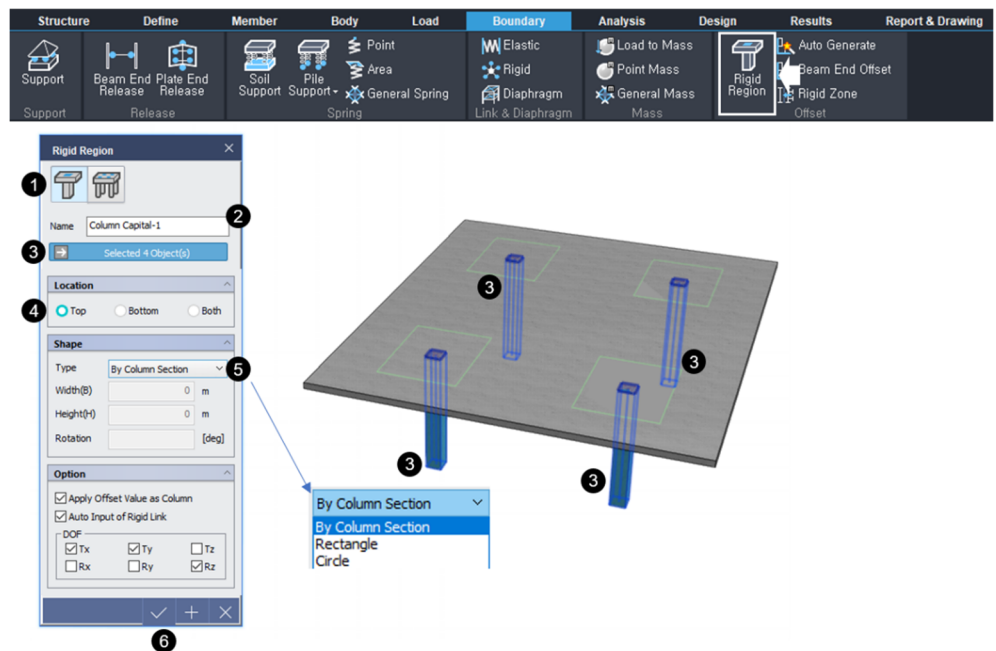 Structure Define Member Body Load Boundary Analysis Design Results Report & Drawing
Support
Beam End Release
Plate End Release
Soil Support
Pile Support
Point
Area
General Spring
Elastic
Rigid
Diaphragm
Load to Mass
Point Mass
General Mass
Rigid Region
Auto Generate
Beam End Offset
Rigid Zone
Support Release Spring Link & Diaphragm Mass Offset
Rigid Region
1
Name Column Capital-1 2
3 Selected 4 Object(s)
Location
4 Top Bottom Both
Shape
Type By Column Section 5
Width(B) 0 m
Height(H) 0 m
Rotation [deg]
Option
Apply Offset Value as Column
Auto Input of Rigid Link
DOF
Tx Ty Tz
Rx Ry Rz
6
3
3
3
3
By Column Section
By Column Section
Rectangle
Circle